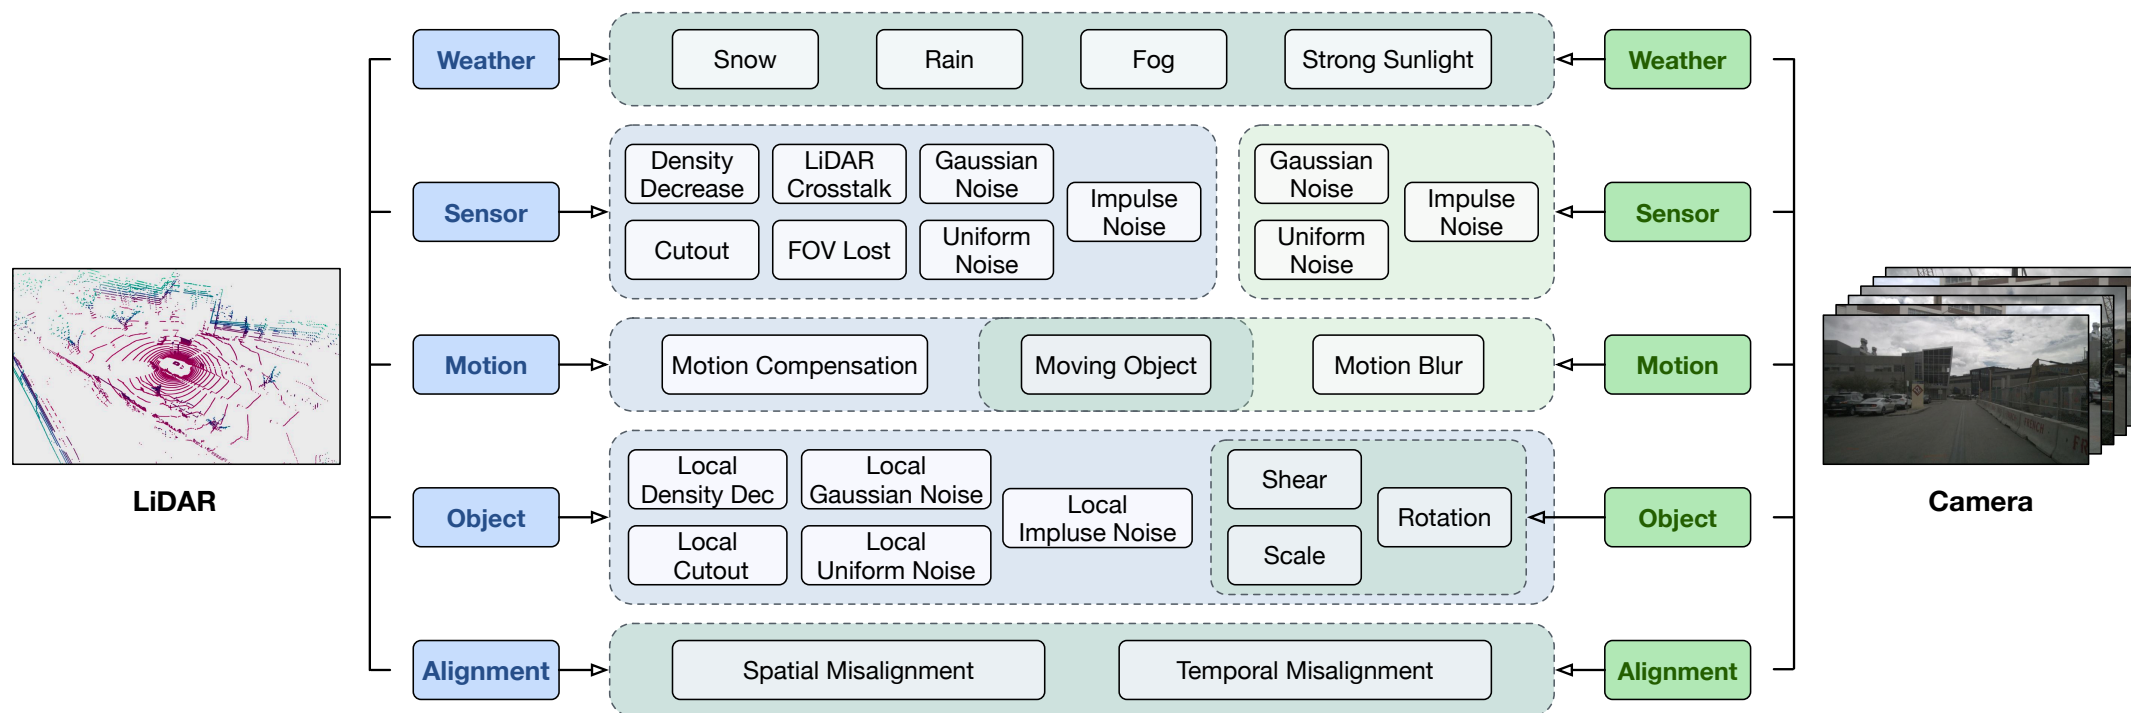 Weather
Snow
Rain
Fog
Strong Sunlight
Weather
Sensor
Density
Decrease
LiDAR
Crosstalk
Gaussian
Noise
Impulse
Noise
Cutout
FOV Lost
Uniform
Noise
Gaussian
Noise
Impulse
Noise
Uniform
Noise
Sensor
Motion
Motion Compensation
Moving Object
Motion Blur
Motion
LiDAR
Object
Local
Density Dec
Local
Gaussian Noise
Local
Impluse Noise
Local
Cutout
Local
Uniform Noise
Shear
Rotation
Scale
Object
Camera
Alignment
Spatial Misalignment
Temporal Misalignment
Alignment